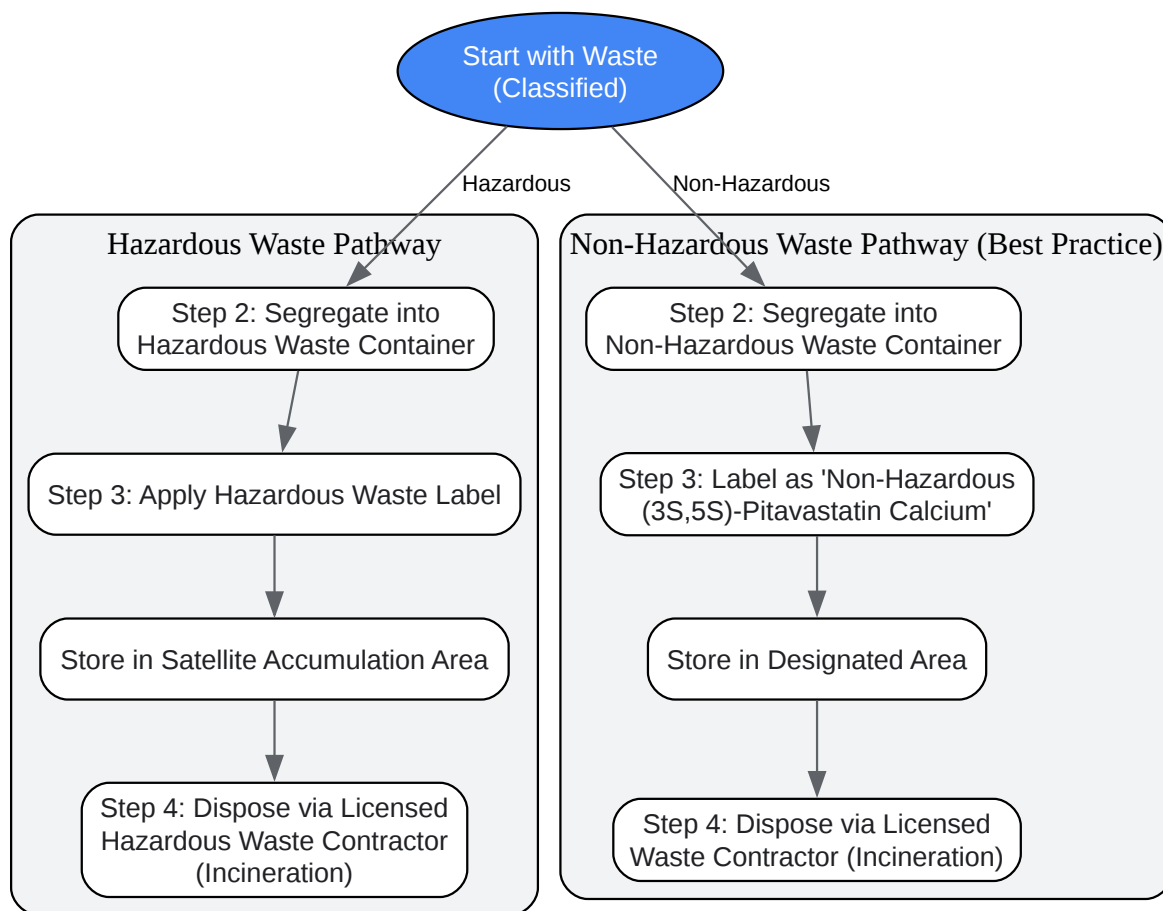 Start with Waste
(Classified)
Hazardous
Non-Hazardous
Hazardous Waste Pathway
Step 2: Segregate into
Hazardous Waste Container
Step 3: Apply Hazardous Waste Label
Store in Satellite Accumulation Area
Step 4: Dispose via Licensed
Hazardous Waste Contractor
(Incineration)
Non-Hazardous Waste Pathway (Best Practice)
Step 2: Segregate into
Non-Hazardous Waste Container
Step 3: Label as 'Non-Hazardous
(3S,5S)-Pitavastatin Calcium'
Store in Designated Area
Step 4: Dispose via Licensed
Waste Contractor (Incineration)